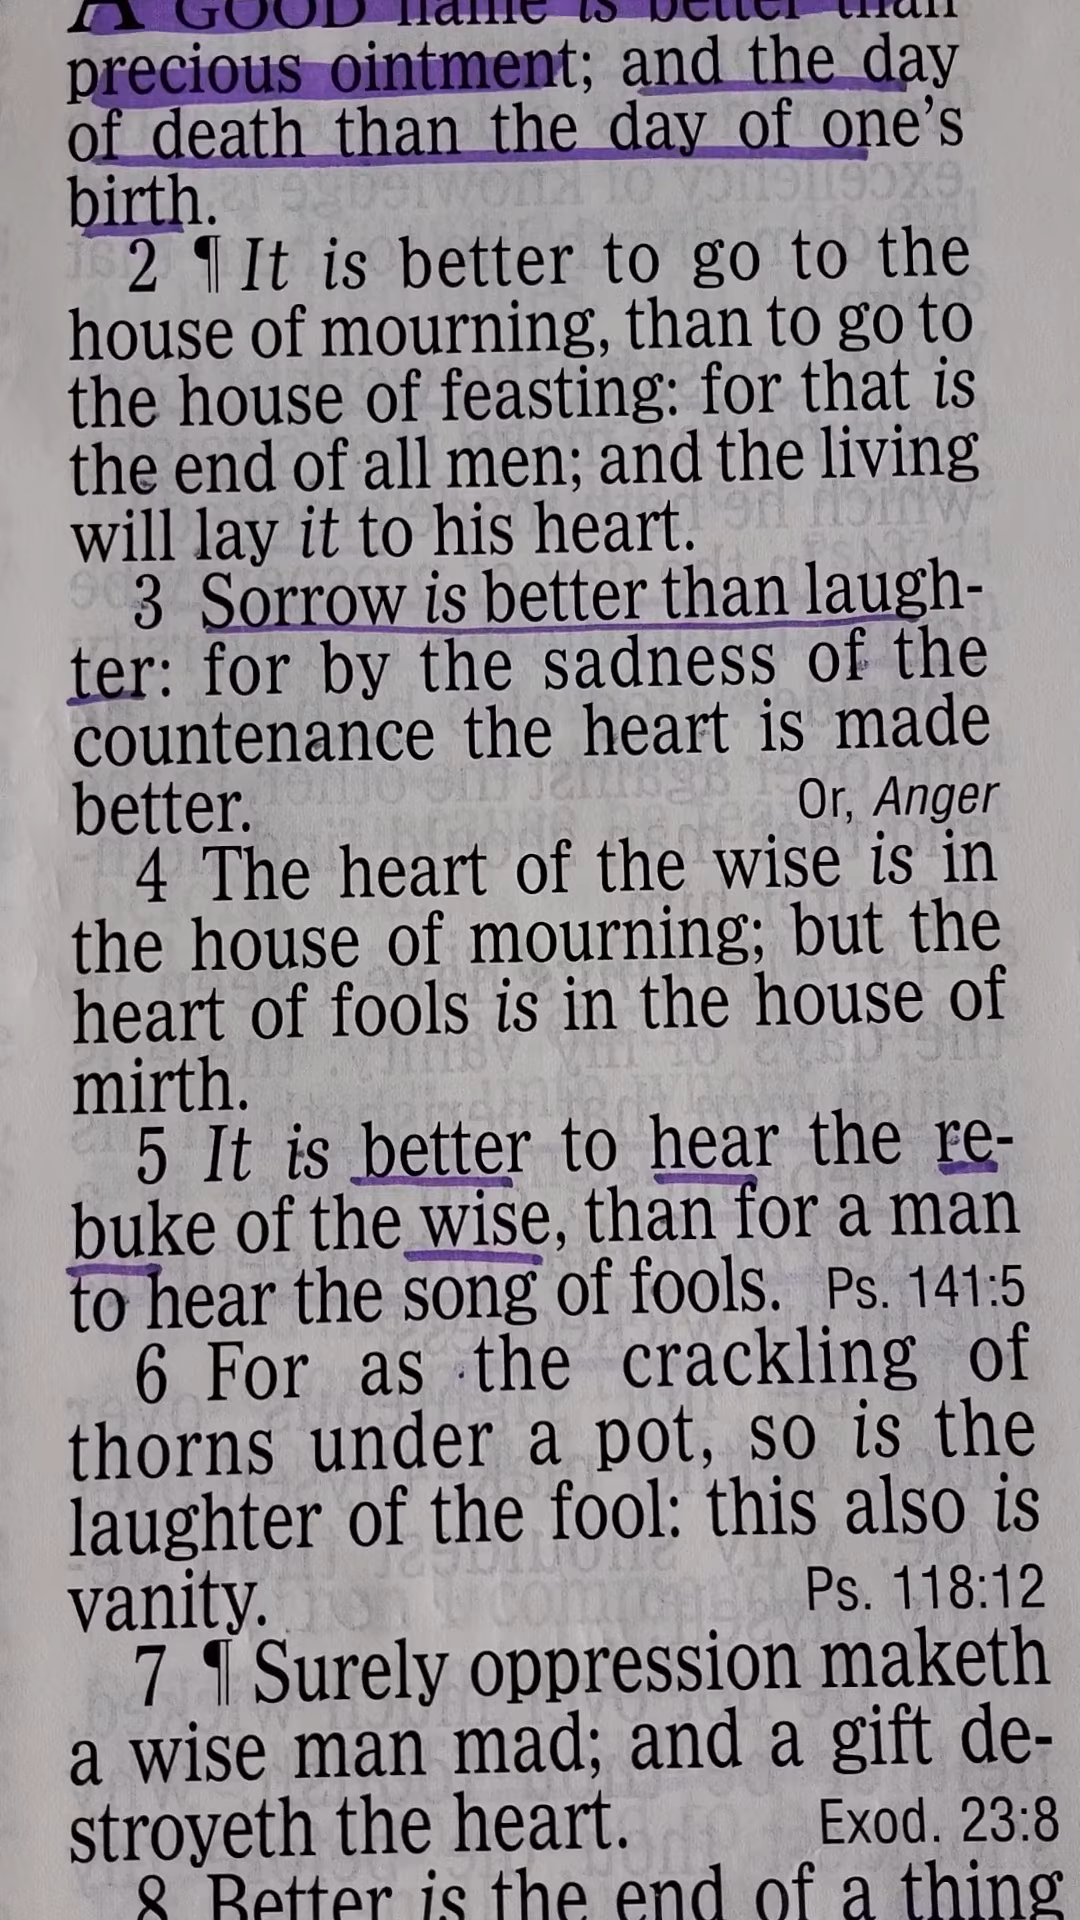 A GOOD name is better than
precious ointment; and the day
of death than the day of one's
birth.
2 ¶ It is better to go to the
house of mourning, than to go to
the house of feasting: for that is
the end of all men; and the living
will lay it to his heart.
3 Sorrow is better than laugh-
ter: for by the sadness of the
countenance the heart is made
better. Or, Anger
4 The heart of the wise is in
the house of mourning; but the
heart of fools is in the house of
mirth.
5 It is better to hear the re-
buke of the wise, than for a man
to hear the song of fools. Ps. 141:5
6 For as the crackling of
thorns under a pot, so is the
laughter of the fool: this also is
vanity. Ps. 118:12
7 ¶ Surely oppression maketh
a wise man mad; and a gift de-
stroyeth the heart. Exod. 23:8
8 Better is the end of a thing